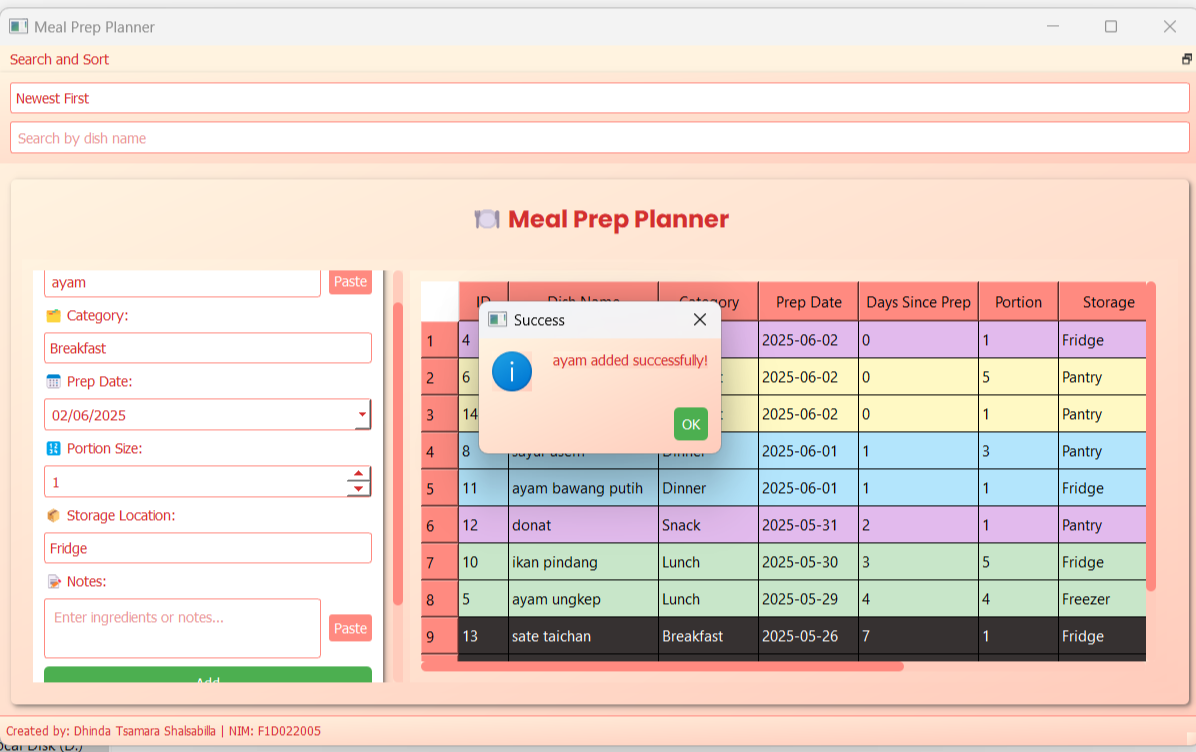 Meal Prep Planner
Search and Sort
Newest First
Search by dish name
Meal Prep Planner
ayam
Paste
Category:
Breakfast
Prep Date:
02/06/2025
Portion Size:
1
Storage Location:
Fridge
Notes:
Enter ingredients or notes...
Paste
Add
ID Dish Name Category Prep Date Days Since Prep Portion Storage
1 4 2025-06-02 0 1 Fridge
2 6 2025-06-02 0 5 Pantry
3 14 2025-06-02 0 1 Pantry
4 8 sayur asem Dinner 2025-06-01 1 3 Pantry
5 11 ayam bawang putih Dinner 2025-06-01 1 1 Fridge
6 12 donat Snack 2025-05-31 2 1 Pantry
7 10 ikan pindang Lunch 2025-05-30 3 5 Fridge
8 5 ayam ungkep Lunch 2025-05-29 4 4 Freezer
9 13 sate taichan Breakfast 2025-05-26 7 1 Fridge
Success
ayam added successfully!
OK
Created by: Dhinda Tsamara Shalsabilla | NIM: F1D022005
ocal Disk (D:)